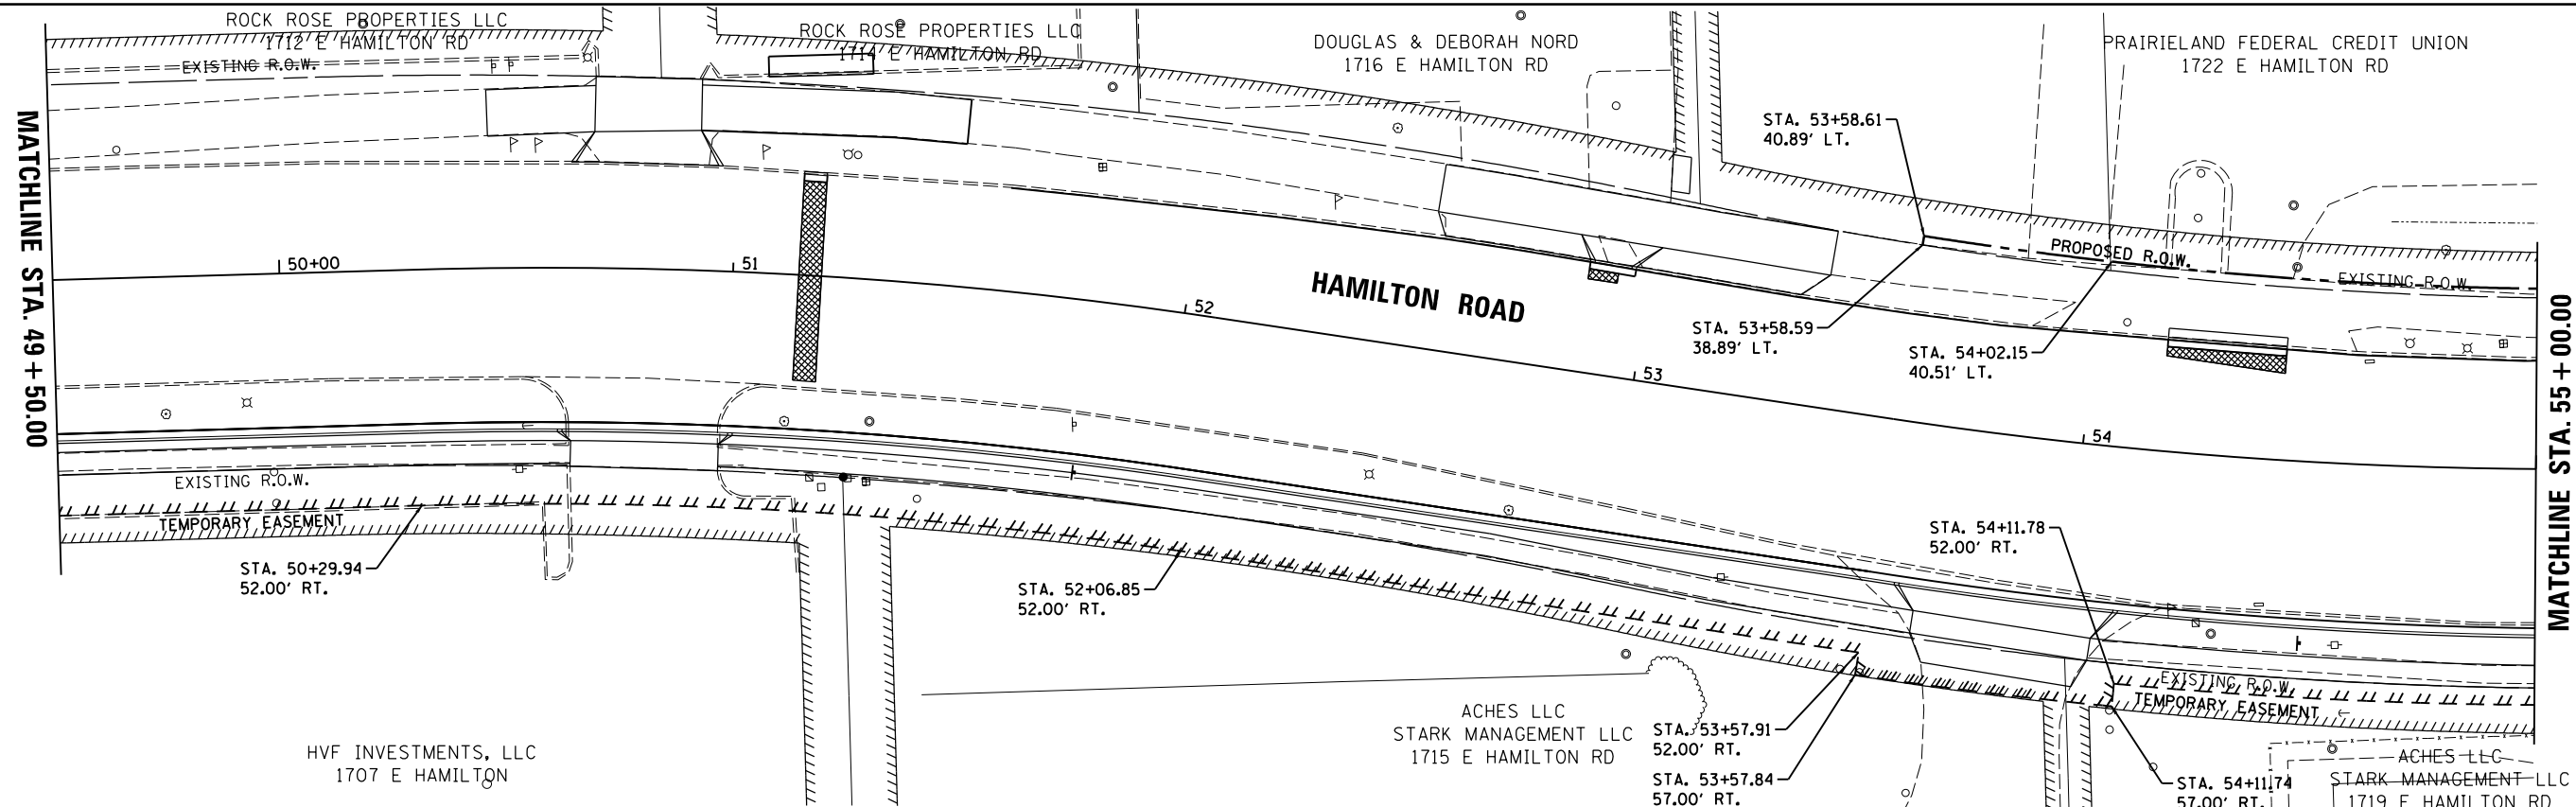 ROCK ROSE PROPERTIES LLC
1712 E HAMILTON RD
ROCK ROSE PROPERTIES LLC
1714 E HAMILTON RD
DOUGLAS & DEBORAH NORD
1716 E HAMILTON RD
PRAIRIELAND FEDERAL CREDIT UNION
1722 E HAMILTON RD
EXISTING R.O.W.
MATCHLINE STA. 49+50.00
STA. 53+58.61
40.89' LT.
PROPOSED R.O.W.
EXISTING R.O.W.
50+00
51
52
53
54
HAMILTON ROAD
STA. 53+58.59
38.89' LT.
STA. 54+02.15
40.51' LT.
MATCHLINE STA. 55+00.00
EXISTING R.O.W.
TEMPORARY EASEMENT
STA. 50+29.94
52.00' RT.
STA. 52+06.85
52.00' RT.
STA. 54+11.78
52.00' RT.
EXISTING R.O.W.
TEMPORARY EASEMENT
HVF INVESTMENTS, LLC
1707 E HAMILTON
ACHES LLC
STARK MANAGEMENT LLC
1715 E HAMILTON RD
STA. 53+57.91
52.00' RT.
STA. 53+57.84
57.00' RT.
STA. 54+11.74
57.00' RT.
ACHES LLC
STARK MANAGEMENT LLC
1719 E HAMILTON RD